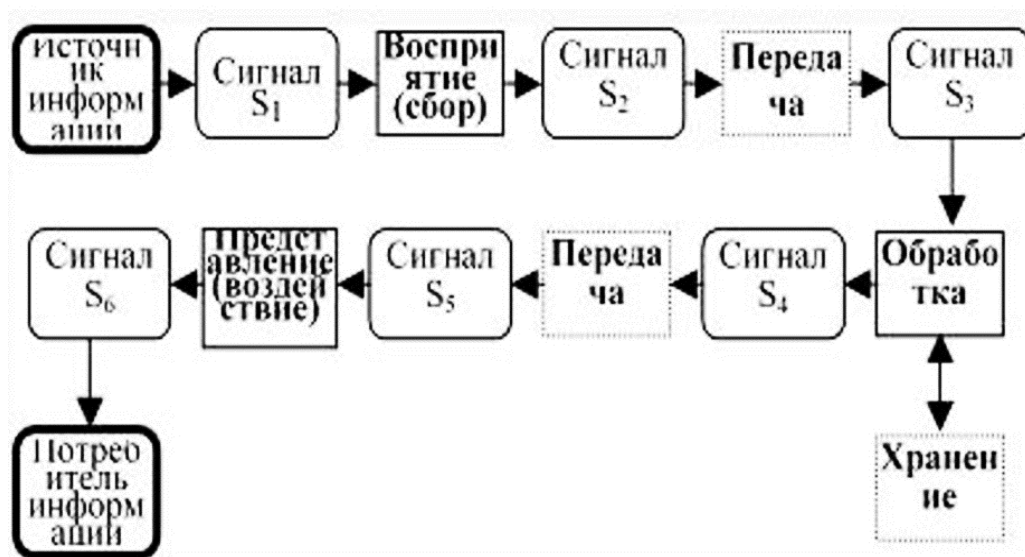 Источн
ик
информ
ации
Сигнал
S₁
Воспри
ятие
(сбор)
Сигнал
S₂
Переда
ча
Сигнал
S₃
Сигнал
S₆
Предст
авление
(воздей
ствие)
Сигнал
S₅
Переда
ча
Сигнал
S₄
Обрабо
тка
Потреб
итель
информ
ации
Хранен
ие